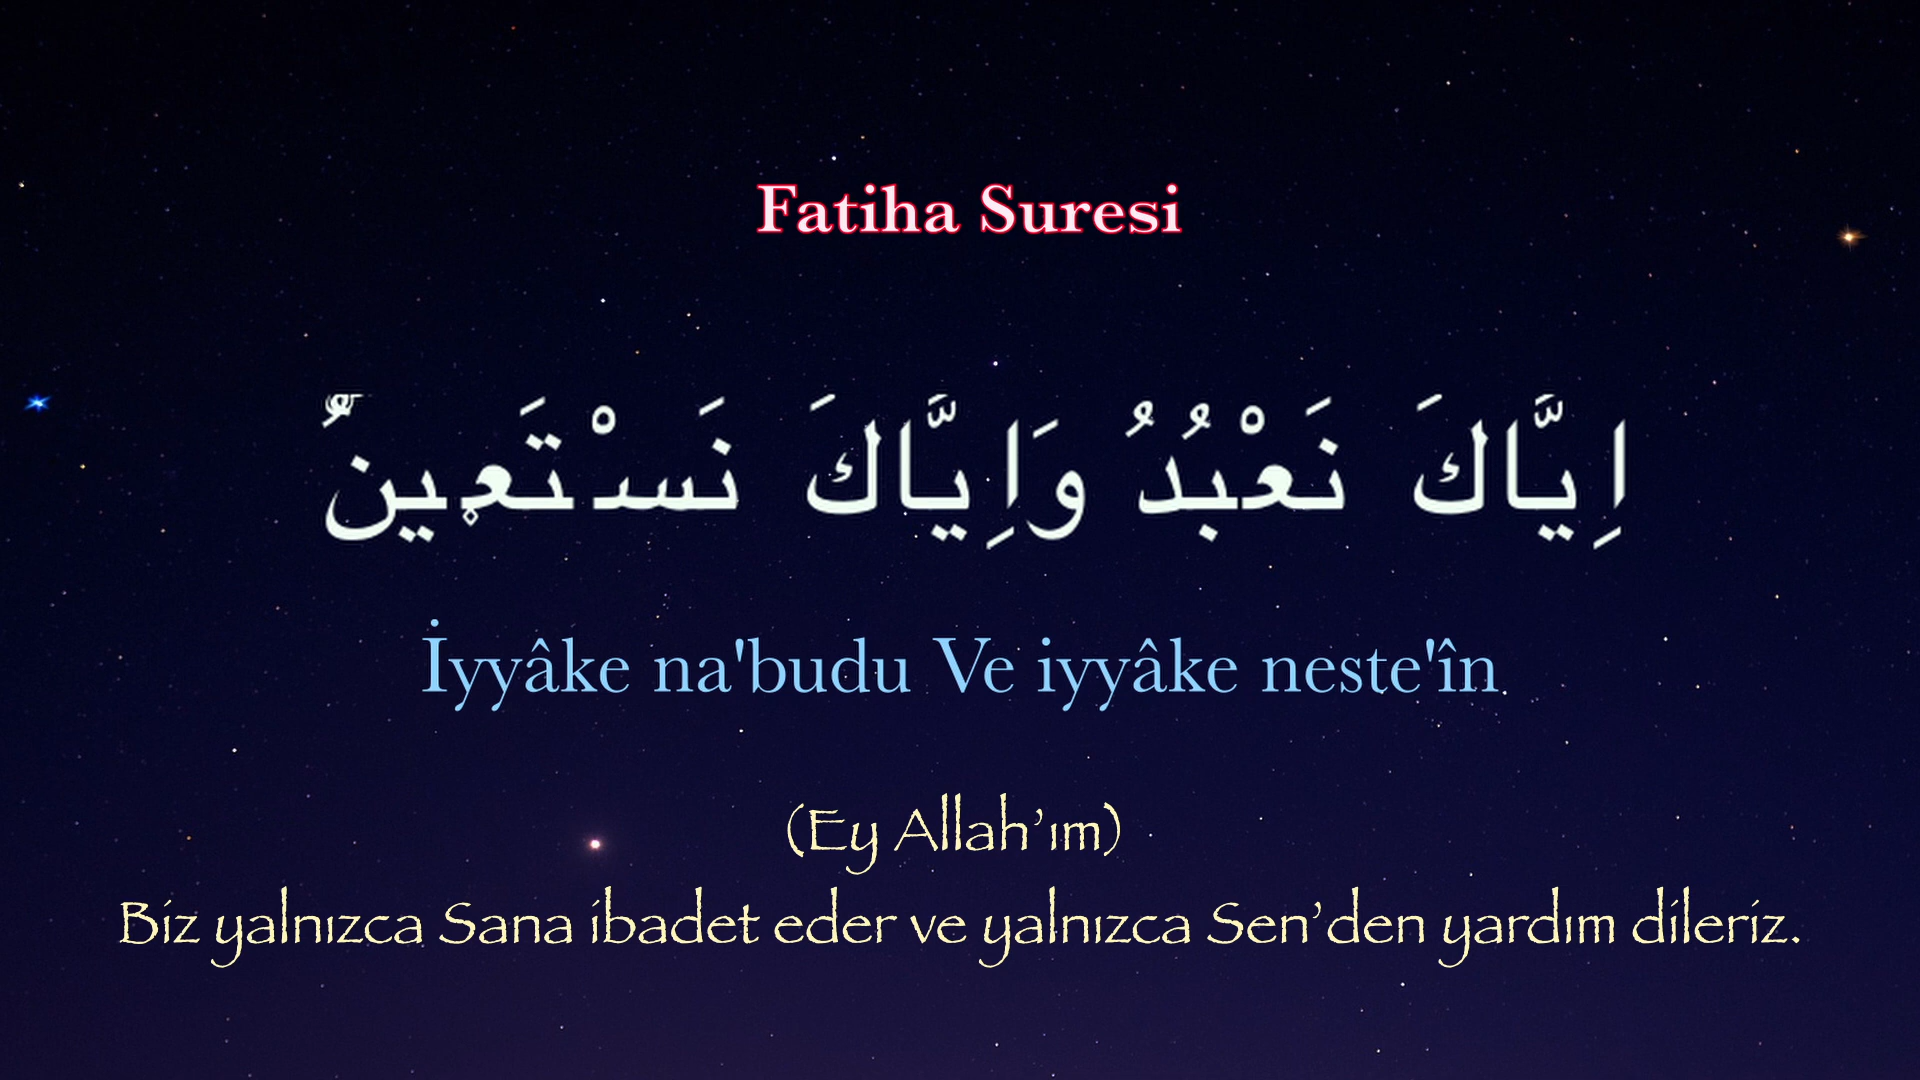 Fatiha Suresi
اِيَّاكَ نَعْبُدُ وَاِيَّاكَ نَسْتَع۪ينُۜ
İyyâke na'budu Ve iyyâke neste'în
(Ey Allah’ım)
Biz yalnızca Sana ibadet eder ve yalnızca Sen’den yardım dileriz.